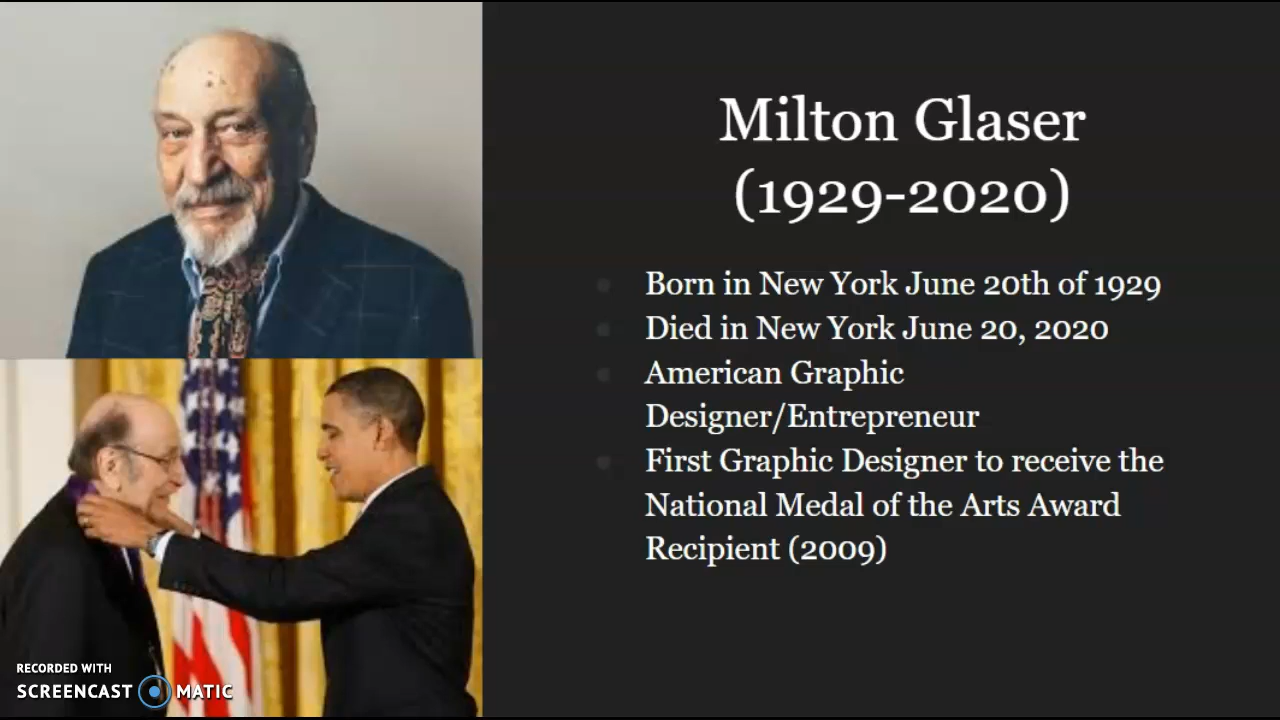 Milton Glaser
(1929-2020)
Born in New York June 20th of 1929
Died in New York June 20, 2020
American Graphic
Designer/Entrepreneur
First Graphic Designer to receive the
National Medal of the Arts Award
Recipient (2009)
RECORDED WITH
SCREENCAST MATIC